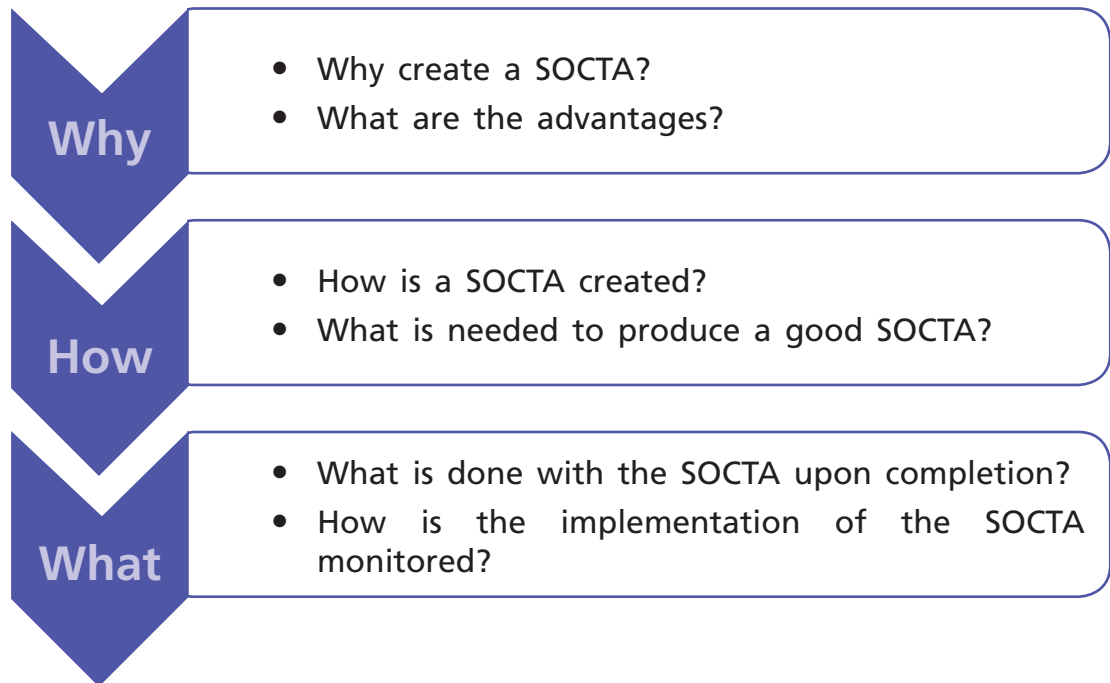 Why
• Why create a SOCTA?
• What are the advantages?
How
• How is a SOCTA created?
• What is needed to produce a good SOCTA?
What
• What is done with the SOCTA upon completion?
• How is the implementation of the SOCTA
monitored?